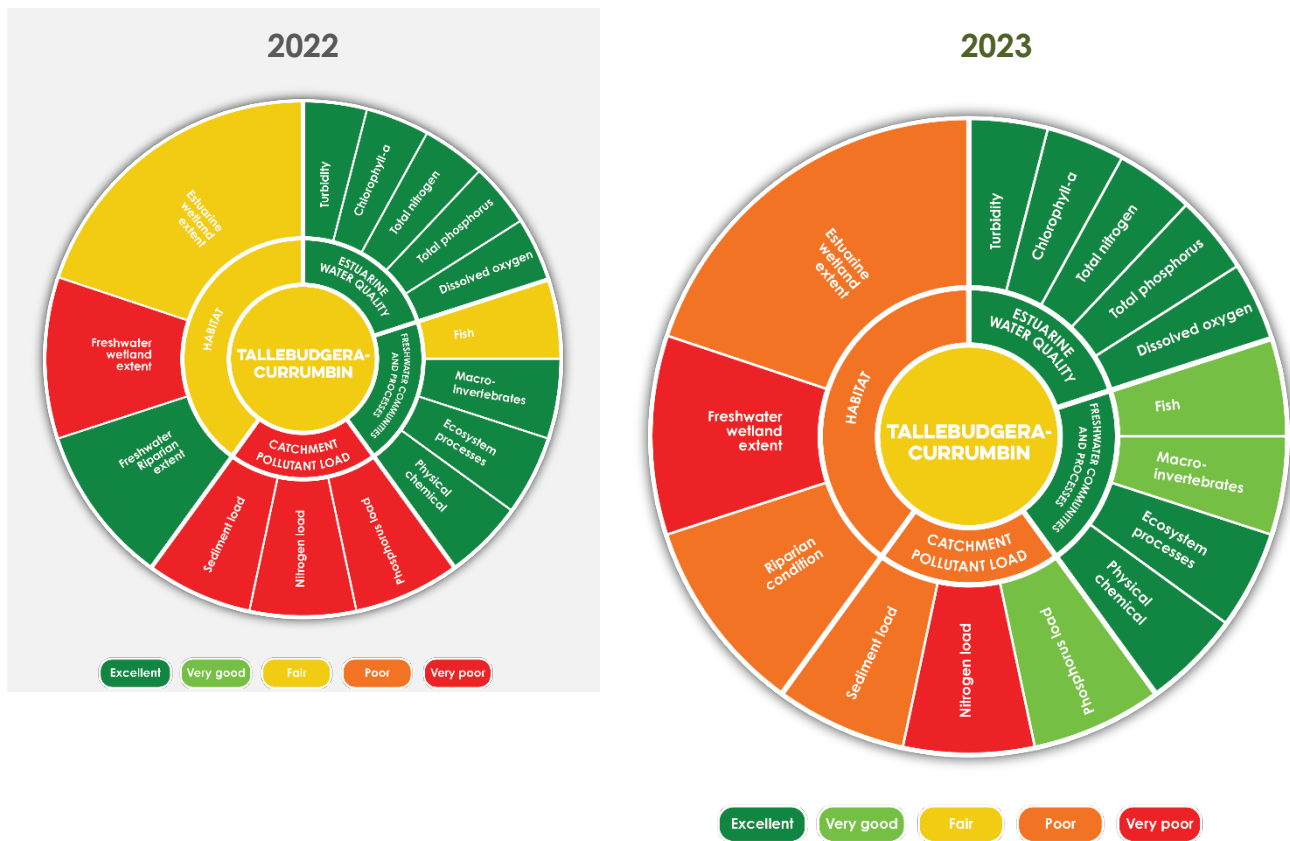 2022
Turbidity
Chlorophyll-a
Total nitrogen
Total phosphorus
Dissolved oxygen
ESTUARINE
WATER QUALITY
Fish
Macro-
invertebrates
Ecosystem
processes
Physical
chemical
FRESHWATER COMMUNITIES
AND PROCESSES
Phosphorus load
Nitrogen load
Sediment load
CATCHMENT
POLLUTANT LOAD
Freshwater
Riparian
extent
Freshwater
wetland
extent
Estuarine
wetland
extent
HABITAT
TALLEBUDGERA-
CURRUMBIN
Excellent
Very good
Fair
Poor
Very poor
2023
Turbidity
Chlorophyll-a
Total nitrogen
Total phosphorus
Dissolved oxygen
ESTUARINE
WATER QUALITY
Fish
Macro-
invertebrates
Ecosystem
processes
Physical
chemical
FRESHWATER COMMUNITIES
AND PROCESSES
Phosphorus load
Nitrogen load
Sediment load
CATCHMENT
POLLUTANT LOAD
Riparian
condition
Freshwater
wetland
extent
Estuarine
wetland
extent
HABITAT
TALLEBUDGERA-
CURRUMBIN
Excellent
Very good
Fair
Poor
Very poor